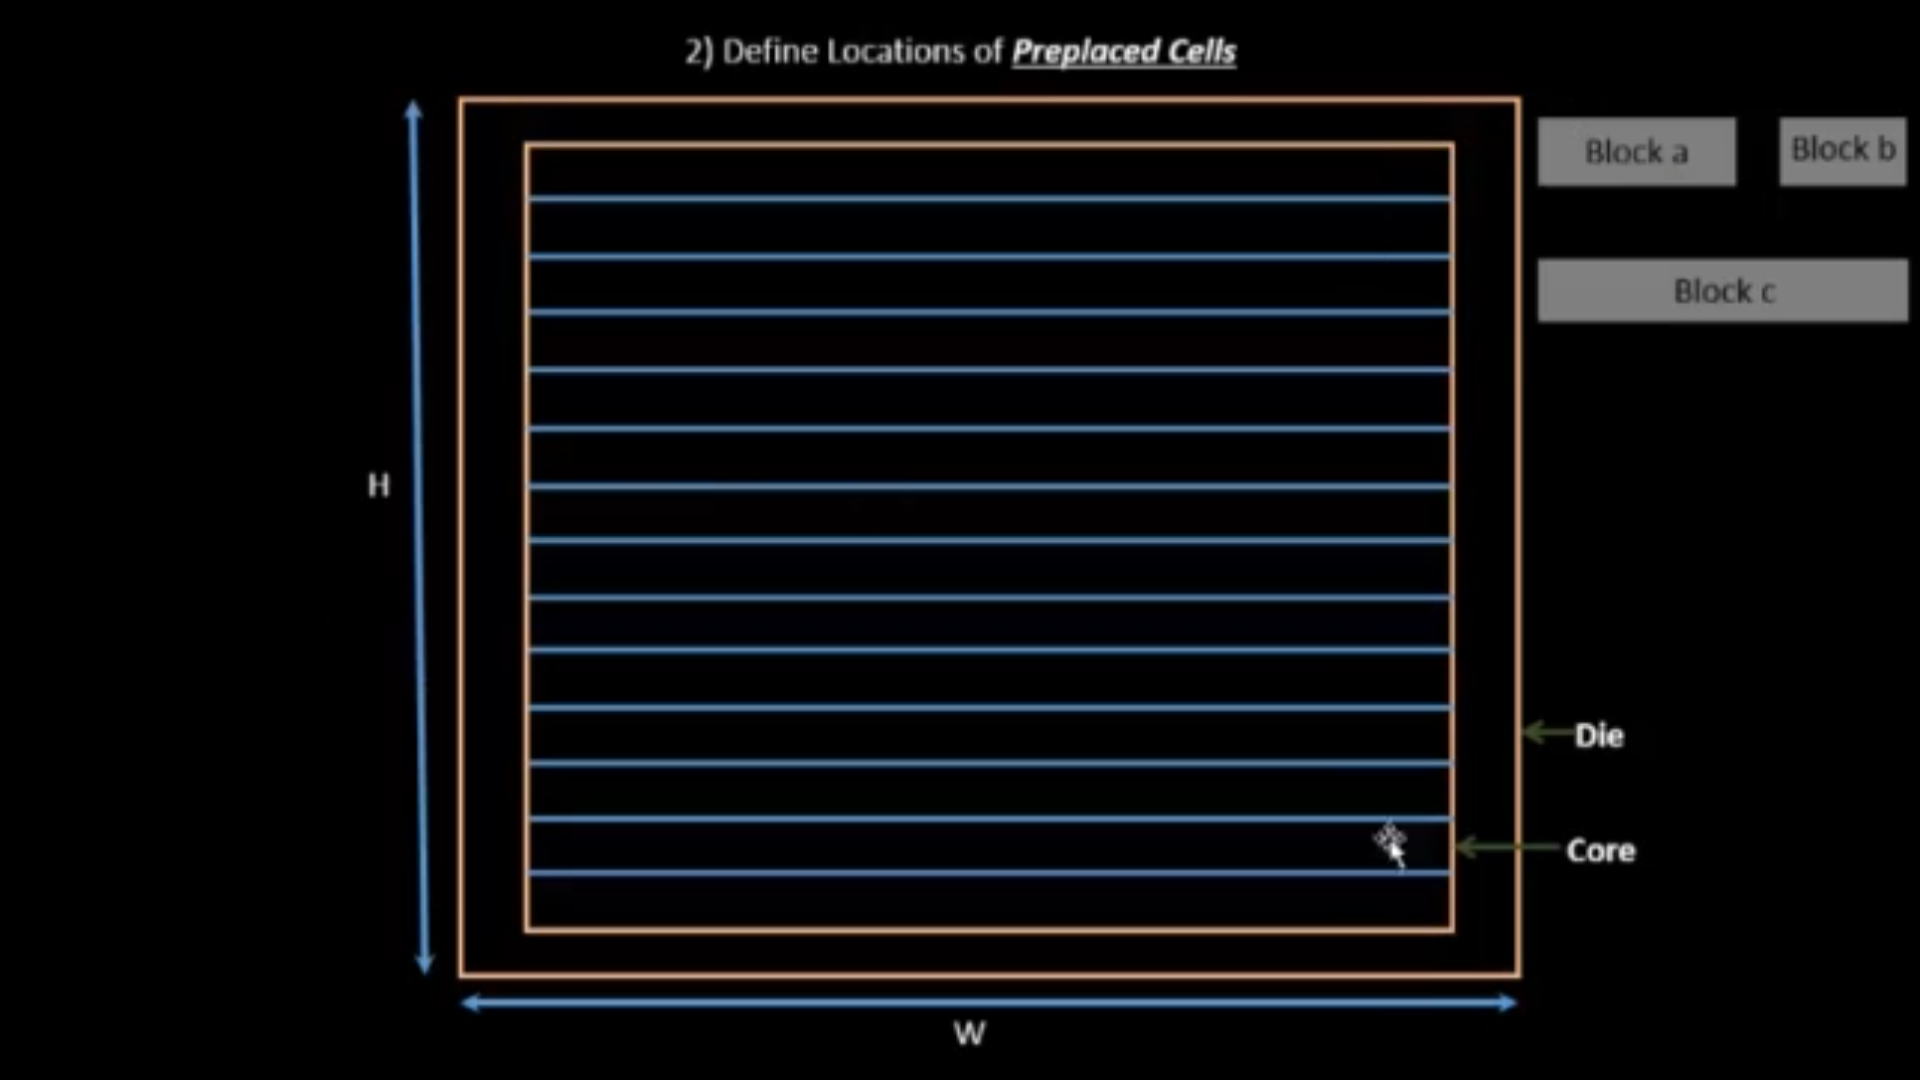 2) Define Locations of Preplaced Cells
Block a
Block b
Block c
H
Die
Core
W